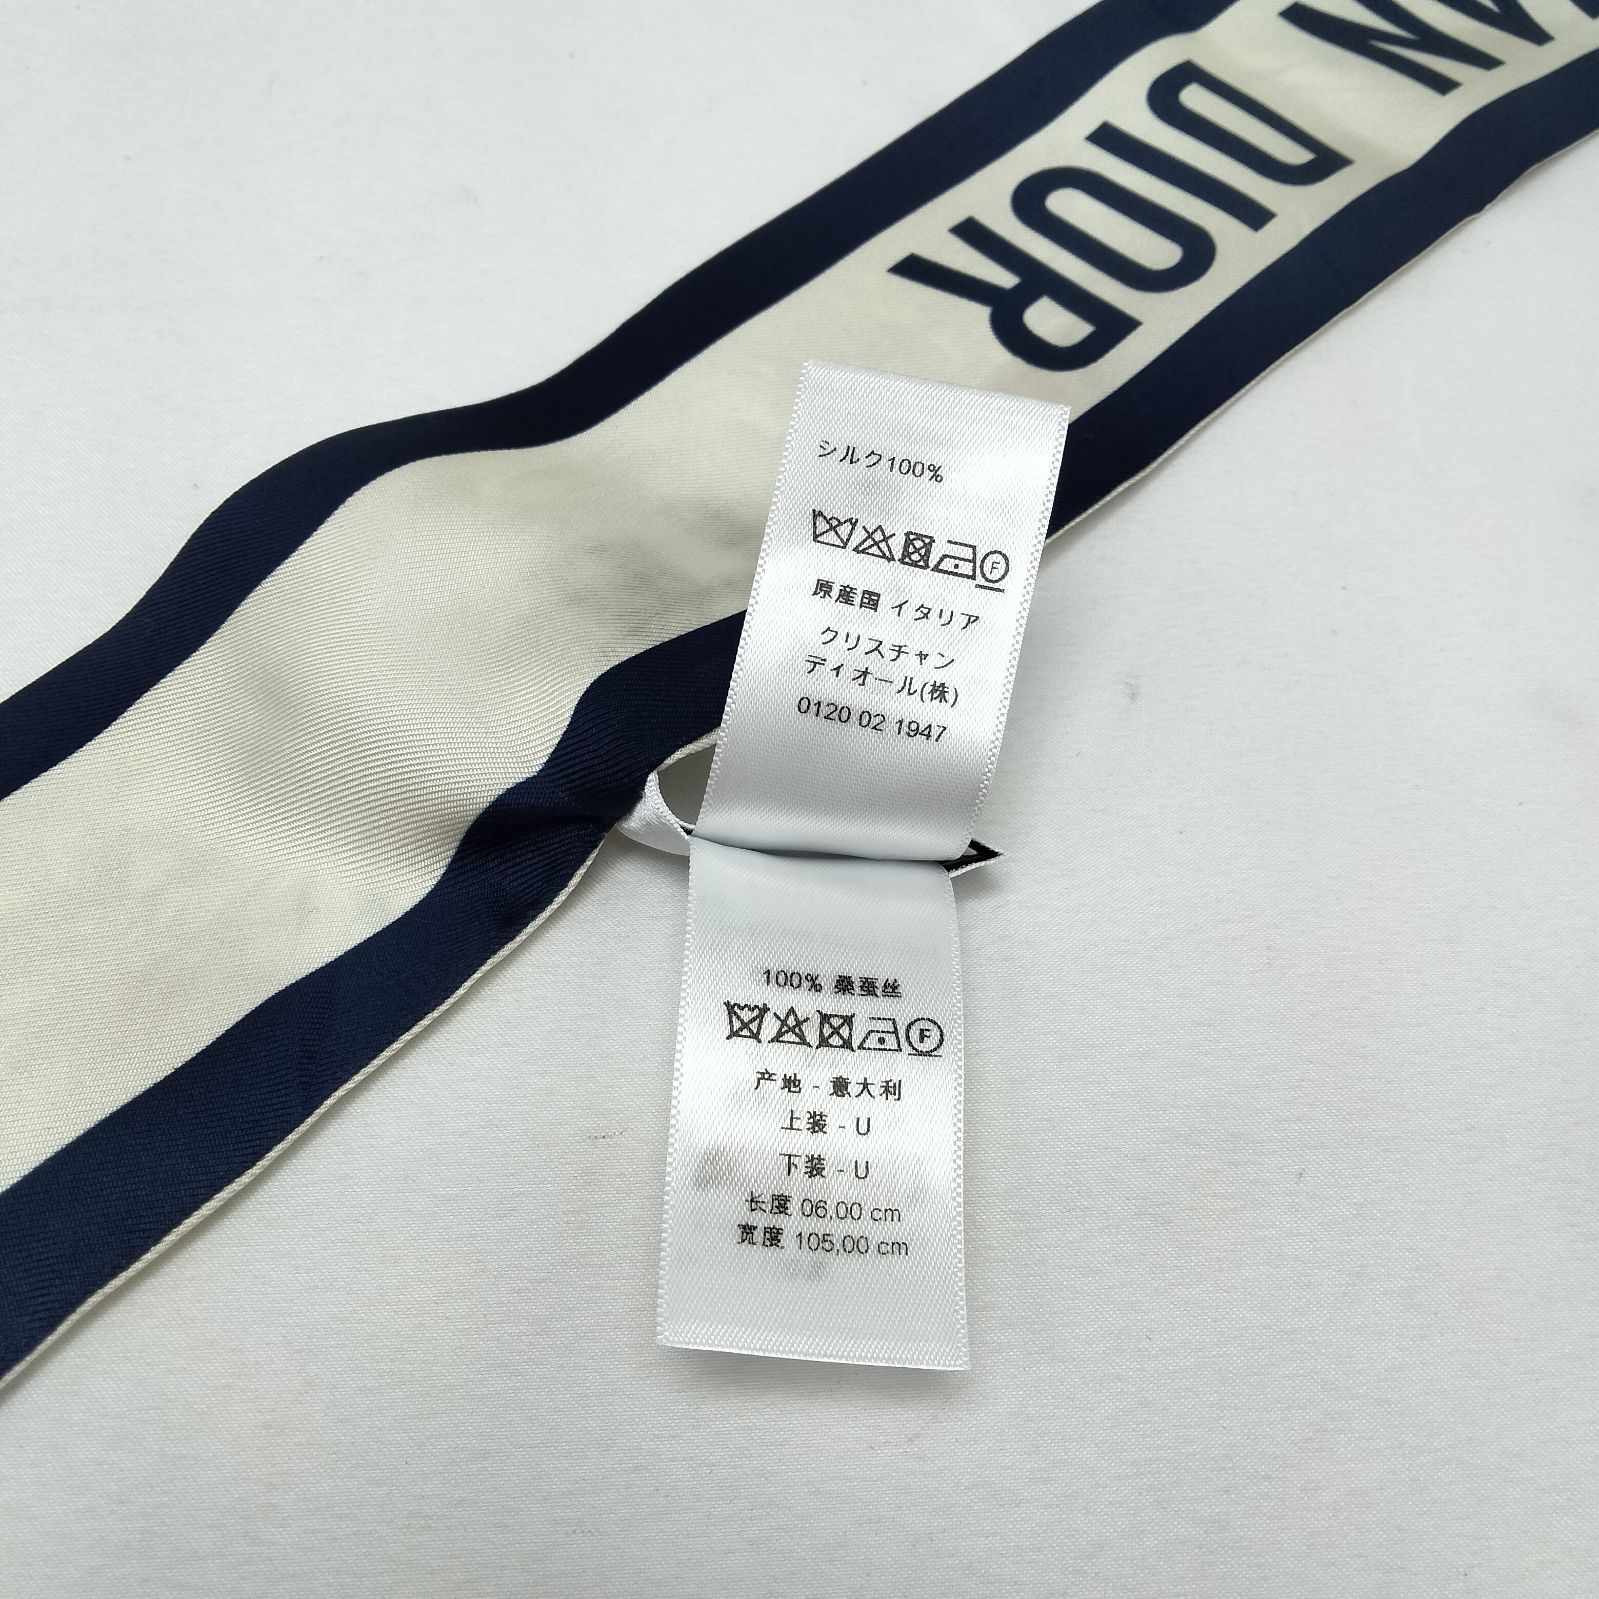 AN DIOR
シルク100%
F
原産国 イタリア
クリスチャン
ディオール(株)
0120 02 1947
100% 桑蚕丝
F
产地 - 意大利
上装 - U
下装 - U
长度 06,00 cm
宽度 105,00 cm